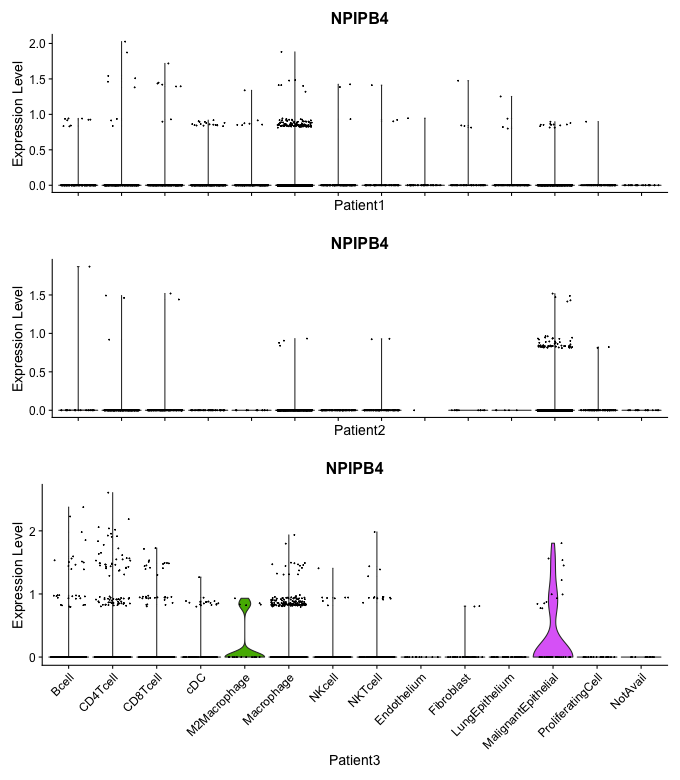 NPIPB4
2.0
1.5
1.0
0.5
0.0
Expression Level
Patient1
NPIPB4
1.5
1.0
0.5
0.0
Expression Level
Patient2
NPIPB4
2
1
0
Expression Level
Bcell
CD4Tcell
CD8Tcell
cDC
M2Macrophage
Macrophage
NKcell
NKTcell
Endothelium
Fibroblast
LungEpithelium
MalignantEpithelial
ProliferatingCell
NotAvail
Patient3